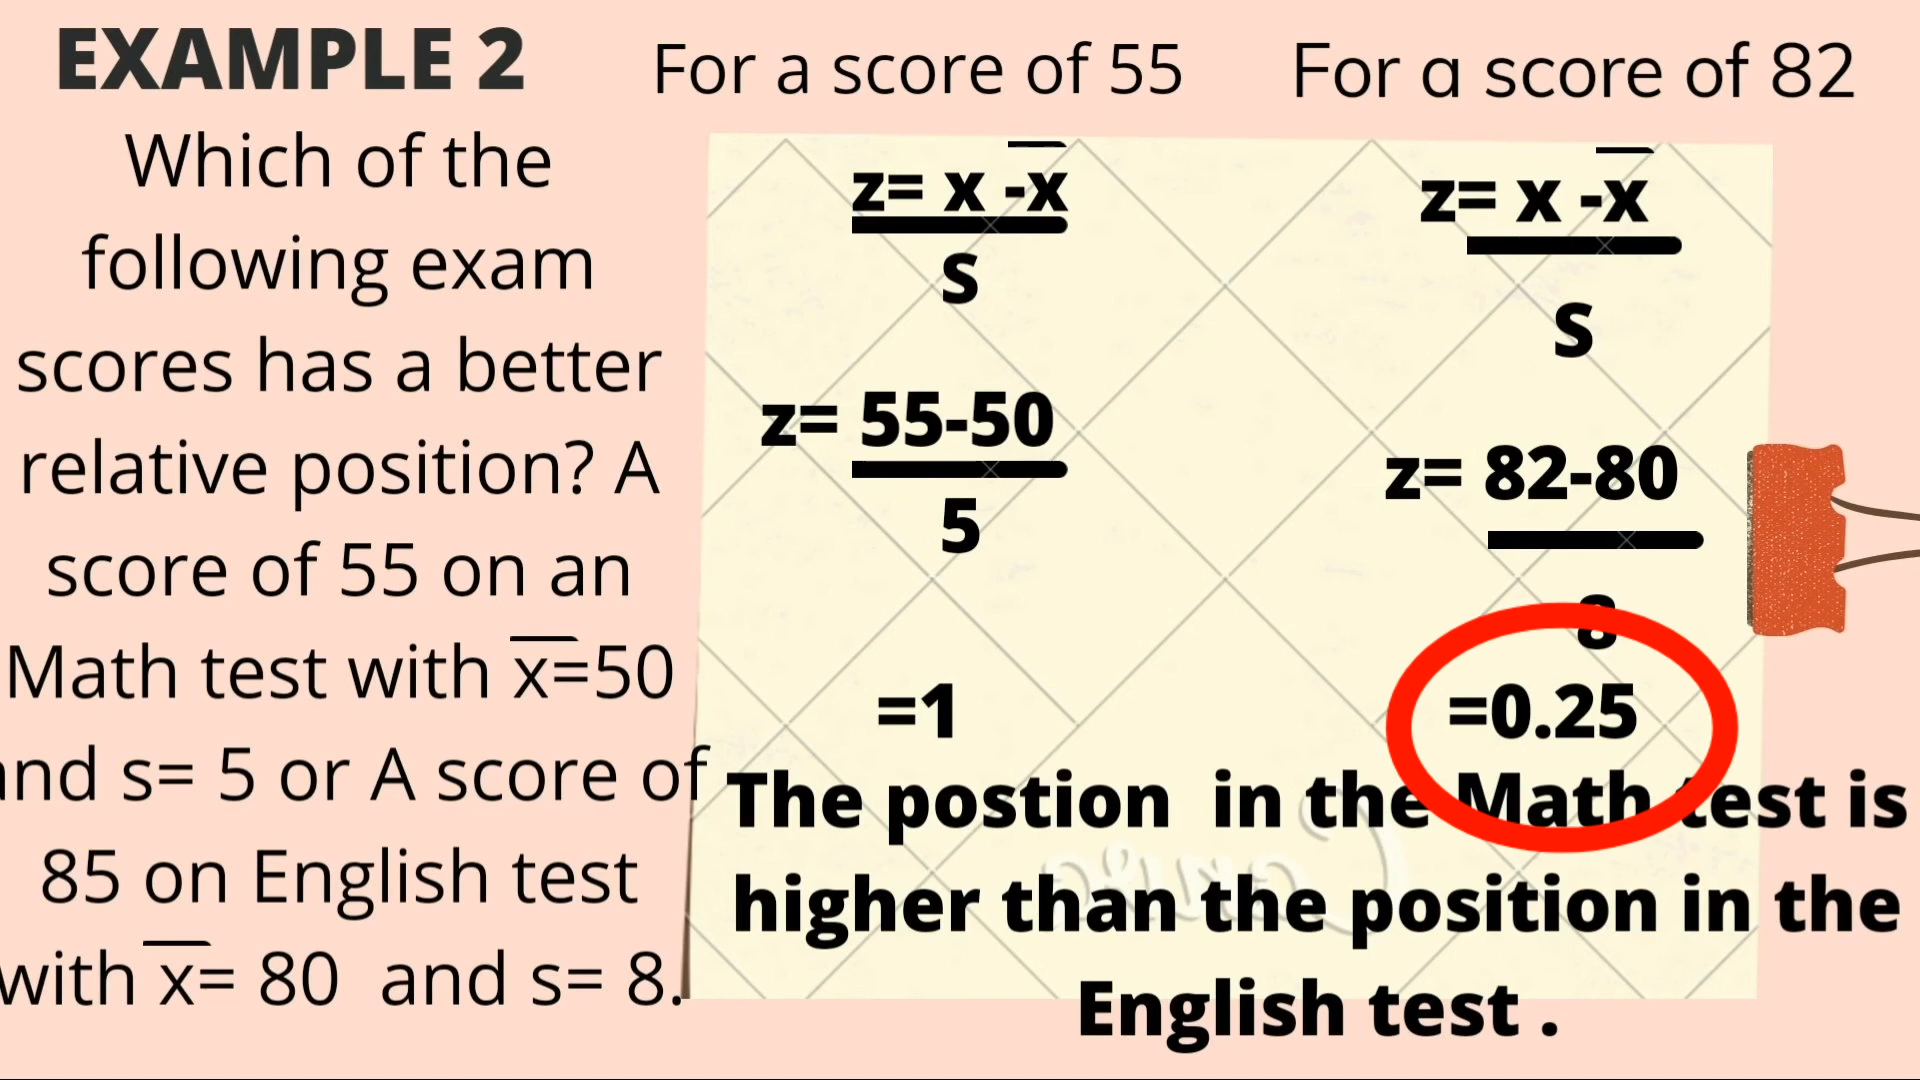 EXAMPLE 2
Which of the
following exam
scores has a better
relative position? A
score of 55 on an
Math test with x̅=50
and s= 5 or A score of
85 on English test
with x̅= 80 and s= 8.
For a score of 55
z= x -x̅
S
z= 55-50
5
=1
For a score of 82
z= x -x̅
S
z= 82-80
8
=0.25
The postion in the Math test is
higher than the position in the
English test .
Canva